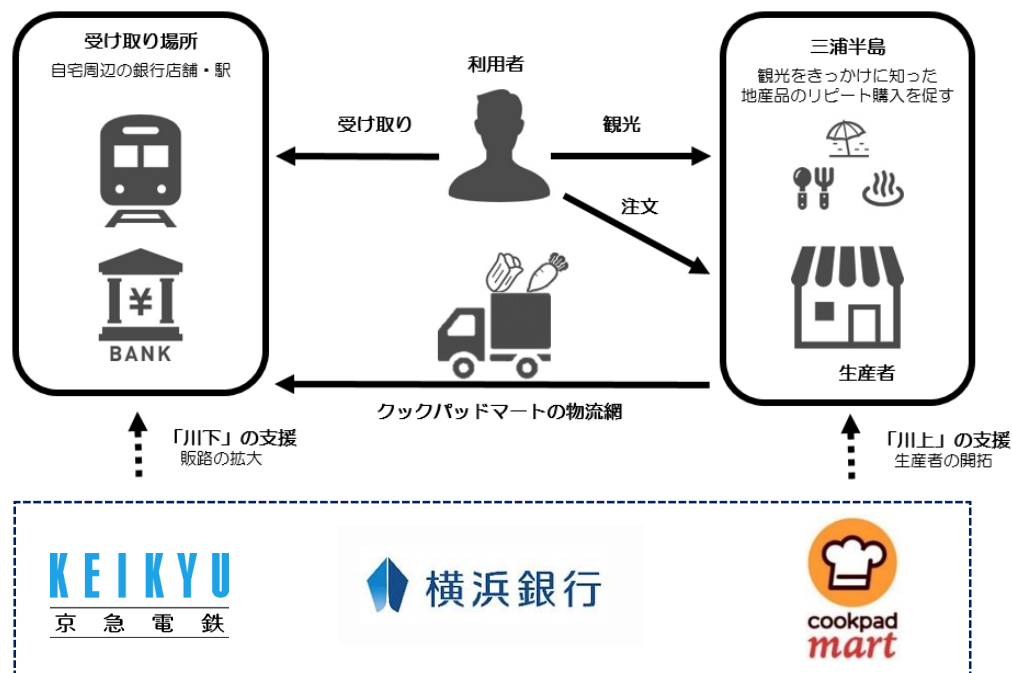 受け取り場所
自宅周辺の銀行店舗・駅
¥
BANK
利用者
受け取り
観光
注文
三浦半島
観光をきっかけに知った
地産品のリピート購入を促す
生産者
クックパッドマートの物流網
「川下」の支援
販路の拡大
「川上」の支援
生産者の開拓
KEIKYU
京急電鉄
横浜銀行
cookpad
mart